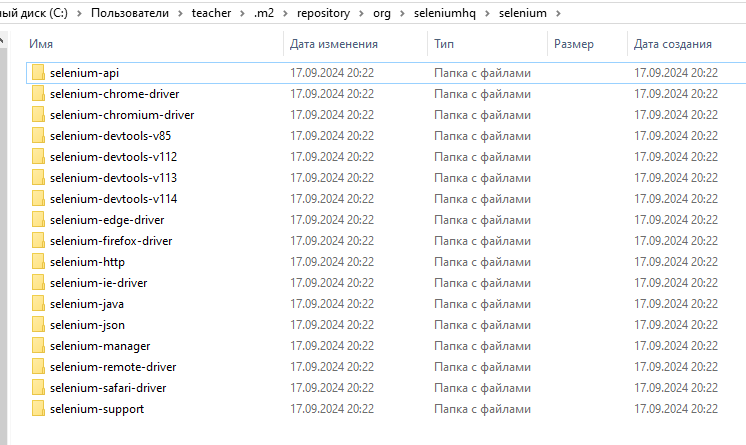 ный диск (C:) > Пользователи > teacher > .m2 > repository > org > seleniumhq > selenium >
Имя Дата изменения Тип Размер Дата создания
selenium-api 17.09.2024 20:22 Папка с файлами 17.09.2024 20:22
selenium-chrome-driver 17.09.2024 20:22 Папка с файлами 17.09.2024 20:22
selenium-chromium-driver 17.09.2024 20:22 Папка с файлами 17.09.2024 20:22
selenium-devtools-v85 17.09.2024 20:22 Папка с файлами 17.09.2024 20:22
selenium-devtools-v112 17.09.2024 20:22 Папка с файлами 17.09.2024 20:22
selenium-devtools-v113 17.09.2024 20:22 Папка с файлами 17.09.2024 20:22
selenium-devtools-v114 17.09.2024 20:22 Папка с файлами 17.09.2024 20:22
selenium-edge-driver 17.09.2024 20:22 Папка с файлами 17.09.2024 20:22
selenium-firefox-driver 17.09.2024 20:22 Папка с файлами 17.09.2024 20:22
selenium-http 17.09.2024 20:22 Папка с файлами 17.09.2024 20:22
selenium-ie-driver 17.09.2024 20:22 Папка с файлами 17.09.2024 20:22
selenium-java 17.09.2024 20:22 Папка с файлами 17.09.2024 20:22
selenium-json 17.09.2024 20:22 Папка с файлами 17.09.2024 20:22
selenium-manager 17.09.2024 20:22 Папка с файлами 17.09.2024 20:22
selenium-remote-driver 17.09.2024 20:22 Папка с файлами 17.09.2024 20:22
selenium-safari-driver 17.09.2024 20:22 Папка с файлами 17.09.2024 20:22
selenium-support 17.09.2024 20:22 Папка с файлами 17.09.2024 20:22